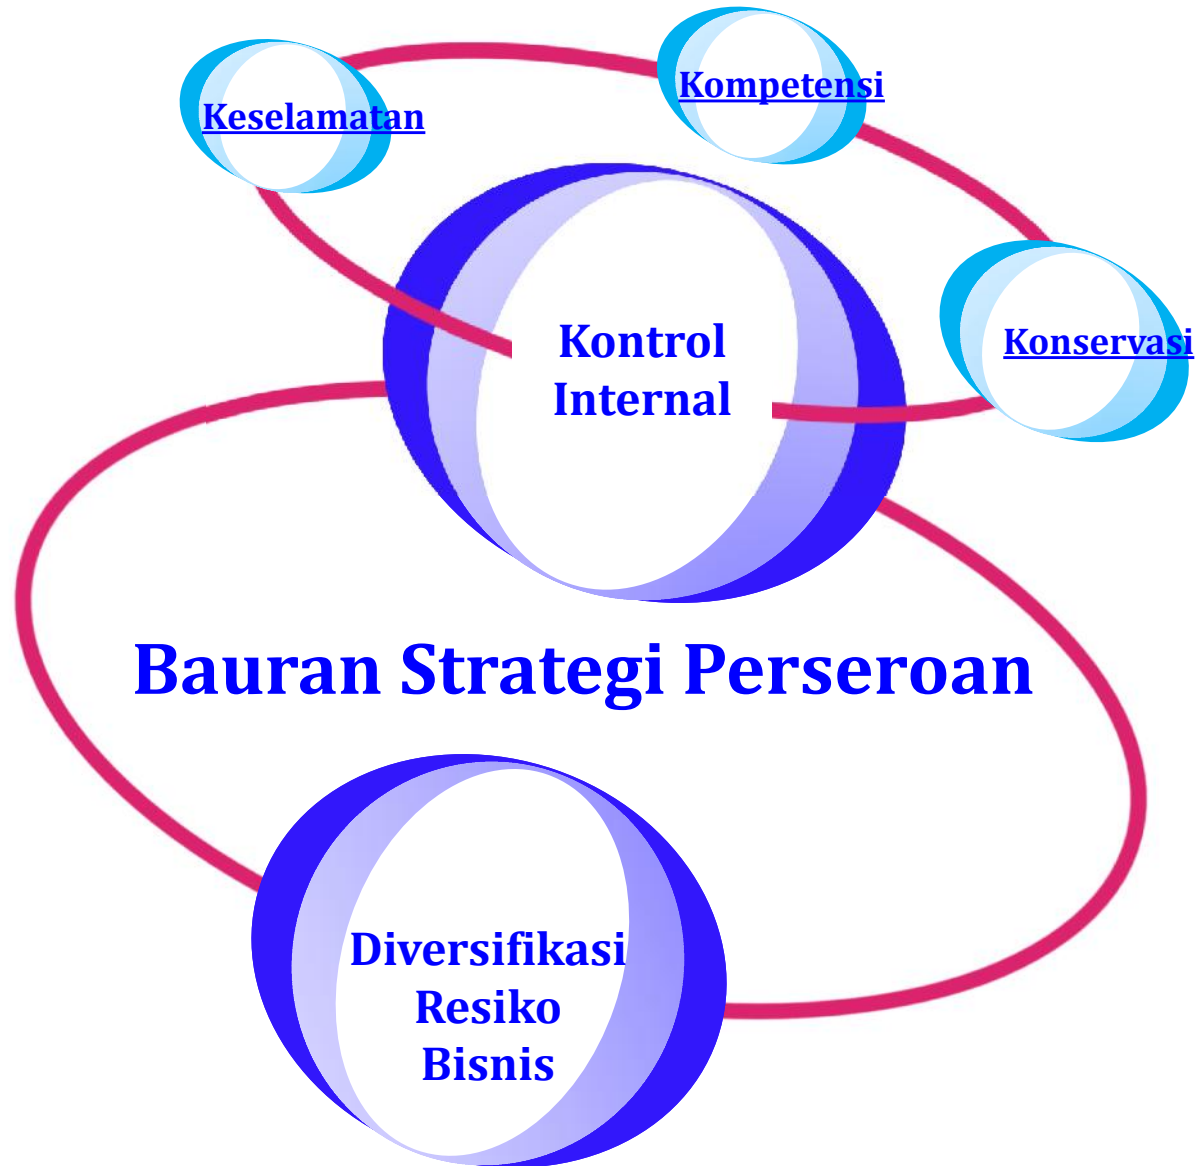 Keselamatan
Kompetensi
Konservasi
Kontrol
Internal
Bauran Strategi Perseroan
Diversifikasi
Resiko
Bisnis